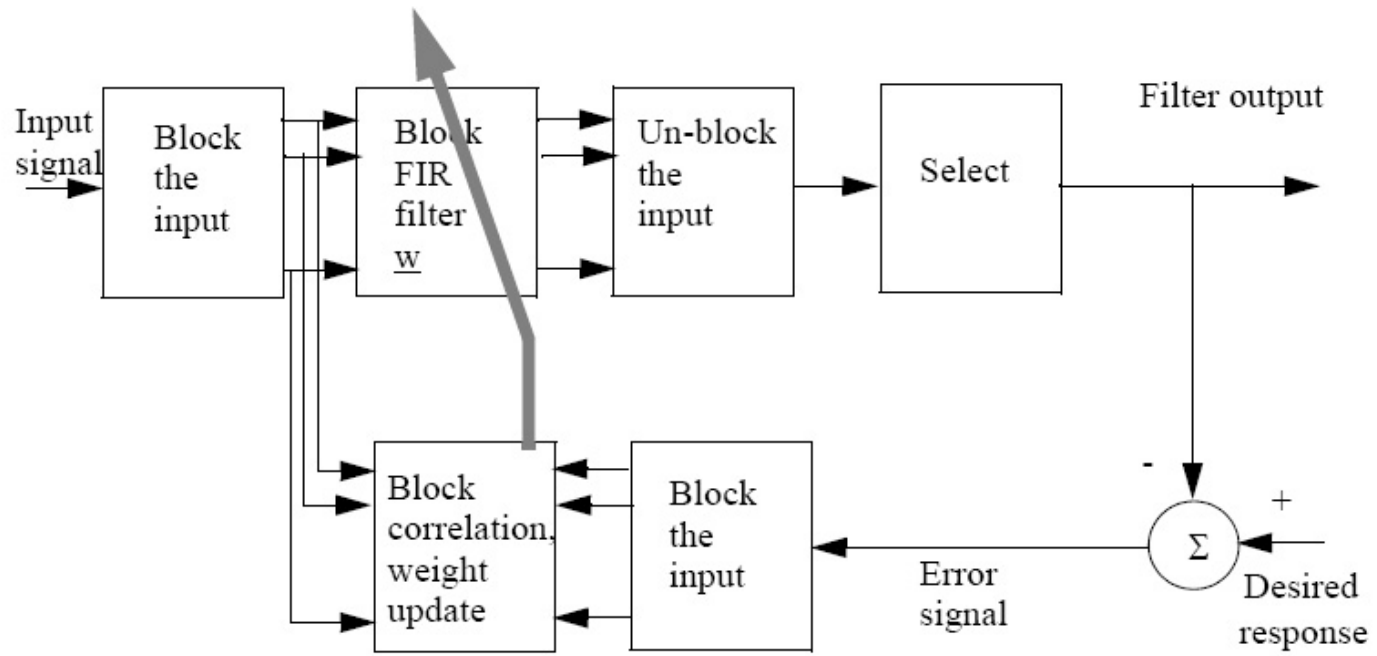 Input
signal
Block
the
input
Block
FIR
filter
w
Un-block
the
input
Select
Filter output
Block
correlation,
weight
update
Block
the
input
Error
signal
-
+
Σ
Desired
response